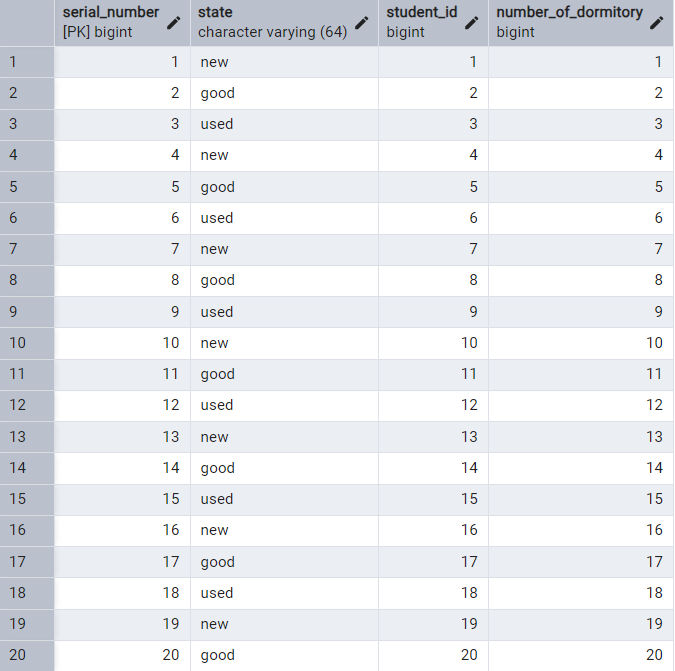 serial_number state student_id number_of_dormitory
[PK] bigint character varying (64) bigint bigint
1 1 new 1 1
2 2 good 2 2
3 3 used 3 3
4 4 new 4 4
5 5 good 5 5
6 6 used 6 6
7 7 new 7 7
8 8 good 8 8
9 9 used 9 9
10 10 new 10 10
11 11 good 11 11
12 12 used 12 12
13 13 new 13 13
14 14 good 14 14
15 15 used 15 15
16 16 new 16 16
17 17 good 17 17
18 18 used 18 18
19 19 new 19 19
20 20 good 20 20